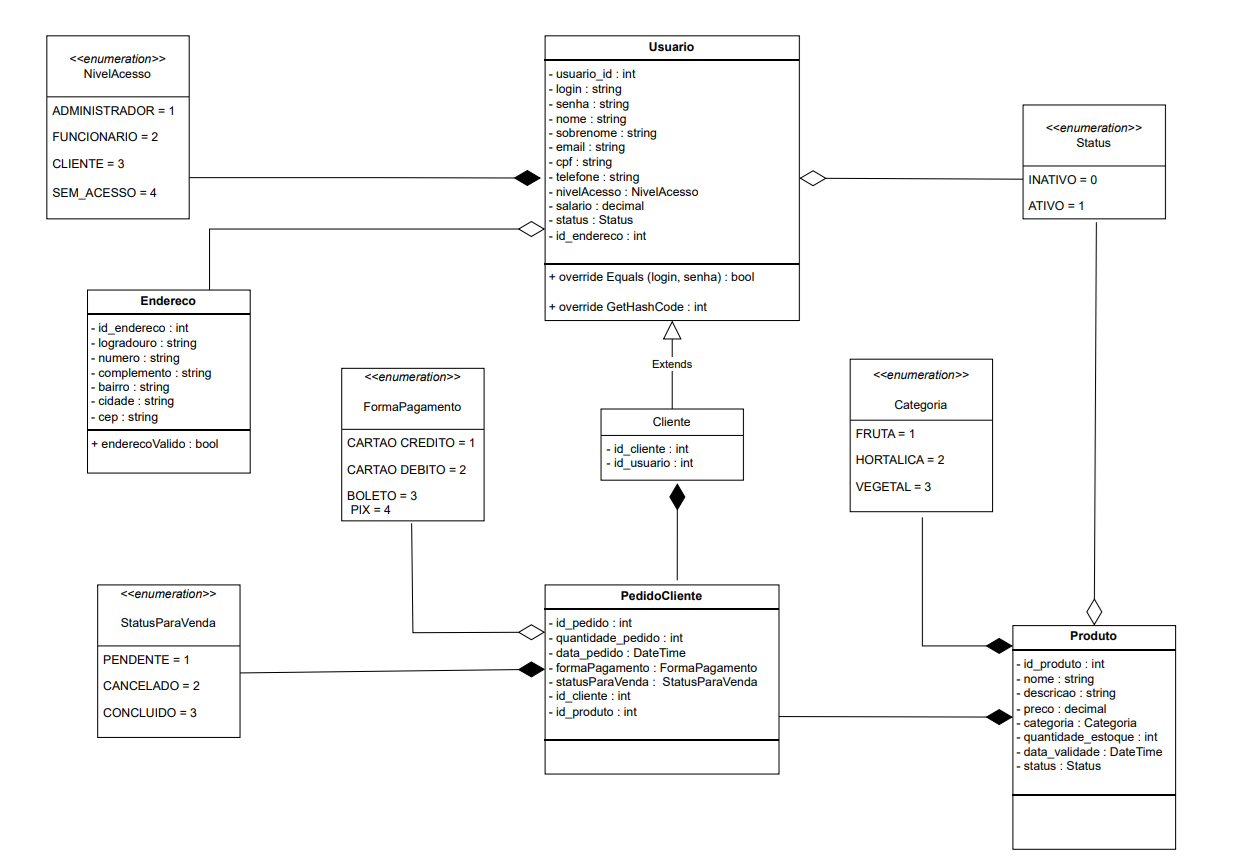 <<enumeration>>
NivelAcesso
ADMINISTRADOR = 1
FUNCIONARIO = 2
CLIENTE = 3
SEM_ACESSO = 4
Usuario
- usuario_id : int
- login : string
- senha : string
- nome : string
- sobrenome : string
- email : string
- cpf : string
- telefone : string
- nivelAcesso : NivelAcesso
- salario : decimal
- status : Status
- id_endereco : int
+ override Equals (login, senha) : bool
+ override GetHashCode : int
<<enumeration>>
Status
INATIVO = 0
ATIVO = 1
Endereco
- id_endereco : int
- logradouro : string
- numero : string
- complemento : string
- bairro : string
- cidade : string
- cep : string
+ enderecoValido : bool
Extends
<<enumeration>>
FormaPagamento
CARTAO CREDITO = 1
CARTAO DEBITO = 2
BOLETO = 3
PIX = 4
Cliente
- id_cliente : int
- id_usuario : int
<<enumeration>>
Categoria
FRUTA = 1
HORTALICA = 2
VEGETAL = 3
<<enumeration>>
StatusParaVenda
PENDENTE = 1
CANCELADO = 2
CONCLUIDO = 3
PedidoCliente
- id_pedido : int
- quantidade_pedido : int
- data_pedido : DateTime
- formaPagamento : FormaPagamento
- statusParaVenda : StatusParaVenda
- id_cliente : int
- id_produto : int
Produto
- id_produto : int
- nome : string
- descricao : string
- preco : decimal
- categoria : Categoria
- quantidade_estoque : int
- data_validade : DateTime
- status : Status